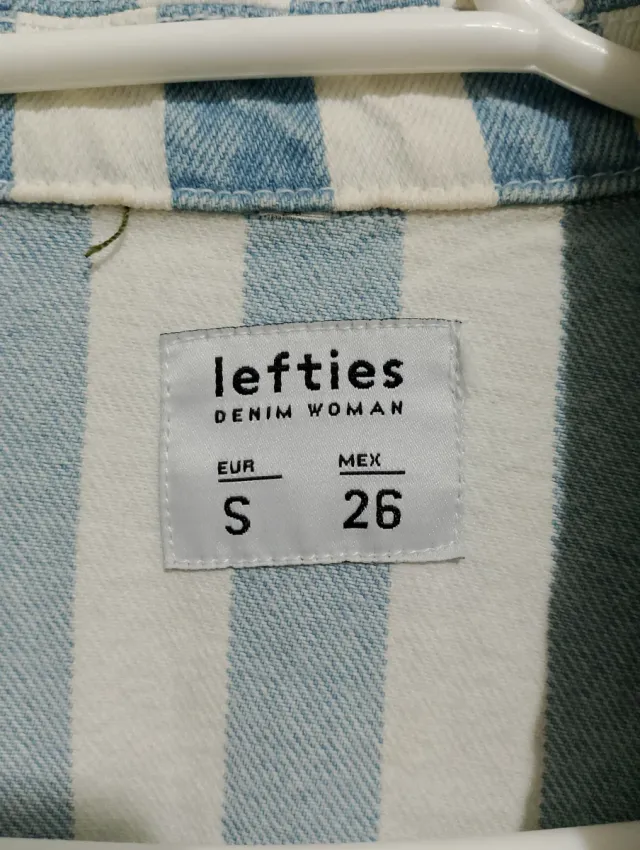 lefties
DENIM WOMAN
EUR MEX
S 26